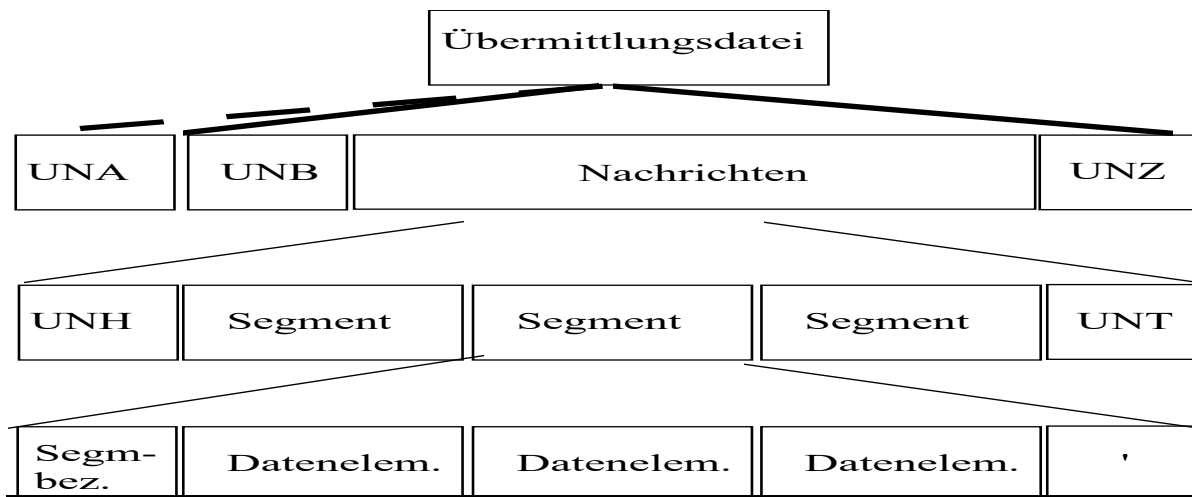 Übermittlungsdatei
UNA UNB Nachrichten UNZ
UNH Segment Segment Segment UNT
Segm-
bez. Datenelem. Datenelem. Datenelem. '